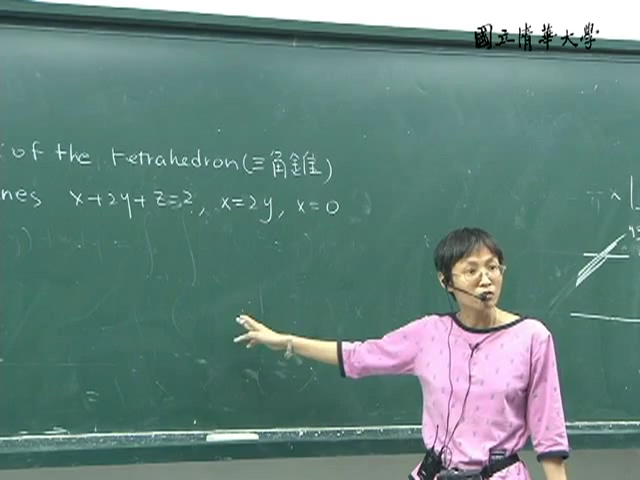 國立清華大學
of the tetrahedron (三角錐)
nes x+2y+z=2, x=2y, x=0